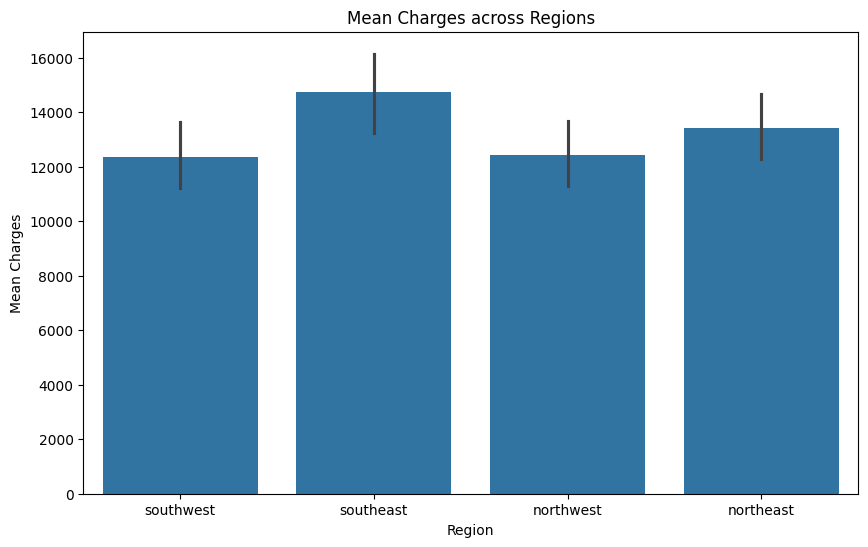 Mean Charges across Regions
Mean Charges
16000
14000
12000
10000
8000
6000
4000
2000
0
southwest southeast northwest northeast
Region